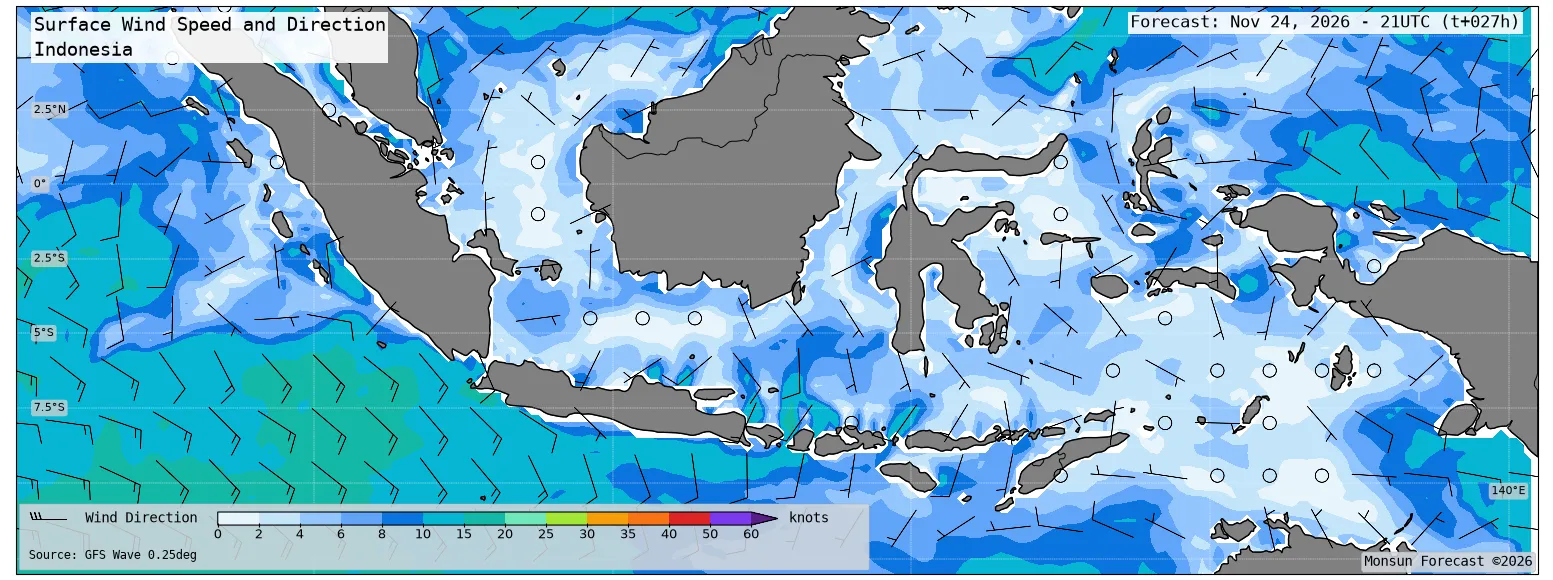 Surface Wind Speed and Direction
Indonesia
Forecast: Nov 24, 2026 - 21UTC (t+027h)
2.5°N
0°
2.5°S
5°S
7.5°S
140°E
Wind Direction
knots
0 2 4 6 8 10 15 20 25 30 35 40 50 60
Source: GFS Wave 0.25deg
Monsun Forecast ©2026